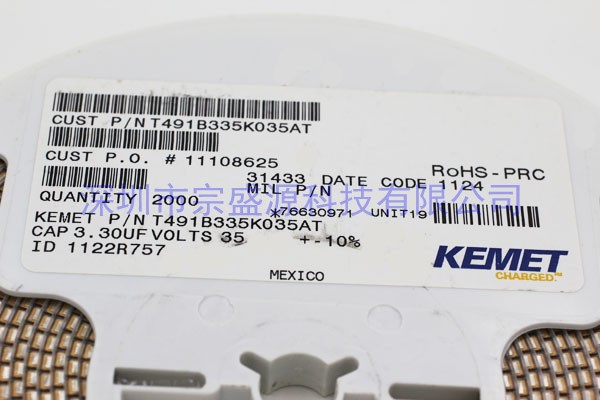 CUST P/N T491B335K035AT
CUST P.O. # 11108625
RoHS-PRC
31433 DATE CODE 1124
MIL P/N
深圳市宗盛源科技有限公司
QUANTITY 2000
*76630971 UNIT19
KEMET P/N T491B335K035AT
CAP 3.30UF VOLTS 35 +-10%
ID 1122R757
KEMET
CHARGED.™
MEXICO